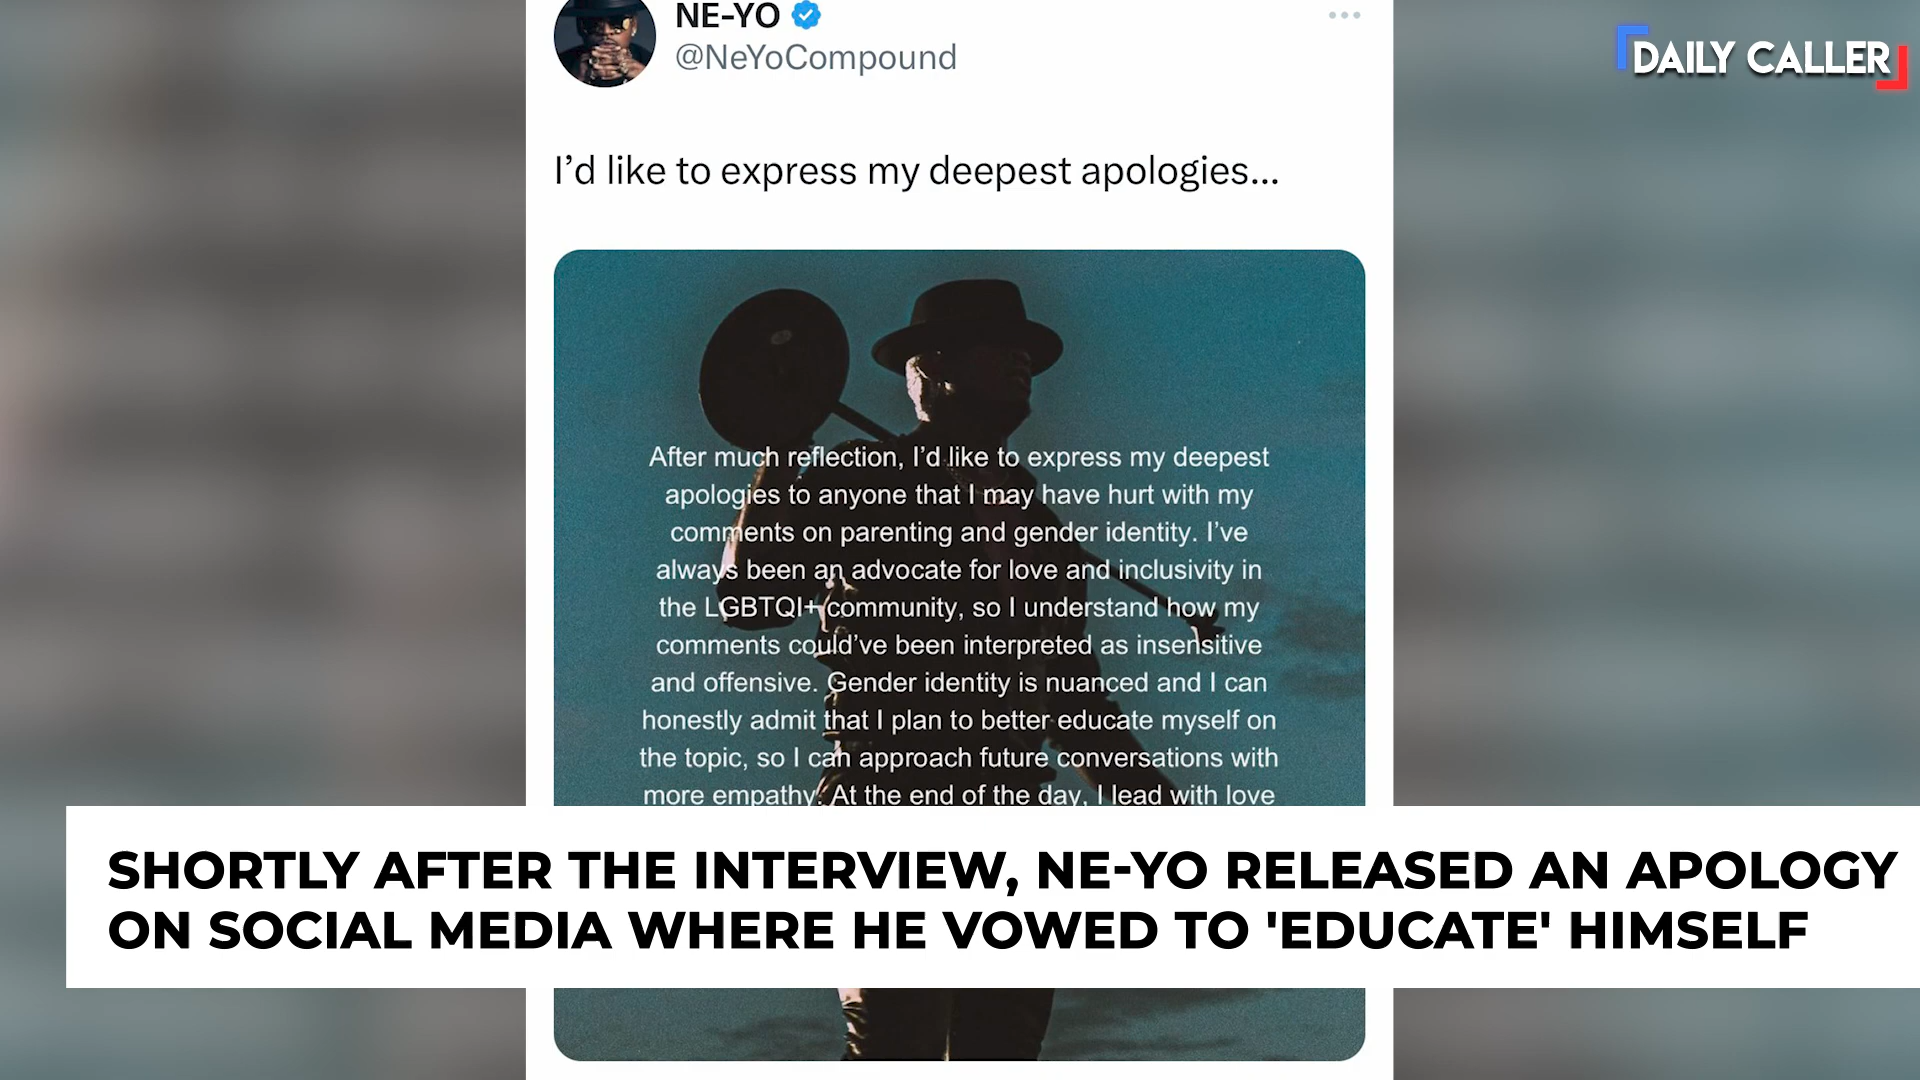 NE-YO
@NeYoCompound
DAILY CALLER
I’d like to express my deepest apologies...
After much reflection, I’d like to express my deepest
apologies to anyone that I may have hurt with my
comments on parenting and gender identity. I’ve
always been an advocate for love and inclusivity in
the LGBTQI+ community, so I understand how my
comments could’ve been interpreted as insensitive
and offensive. Gender identity is nuanced and I can
honestly admit that I plan to better educate myself on
the topic, so I can approach future conversations with
more empathy. At the end of the day, I lead with love
SHORTLY AFTER THE INTERVIEW, NE-YO RELEASED AN APOLOGY
ON SOCIAL MEDIA WHERE HE VOWED TO 'EDUCATE' HIMSELF